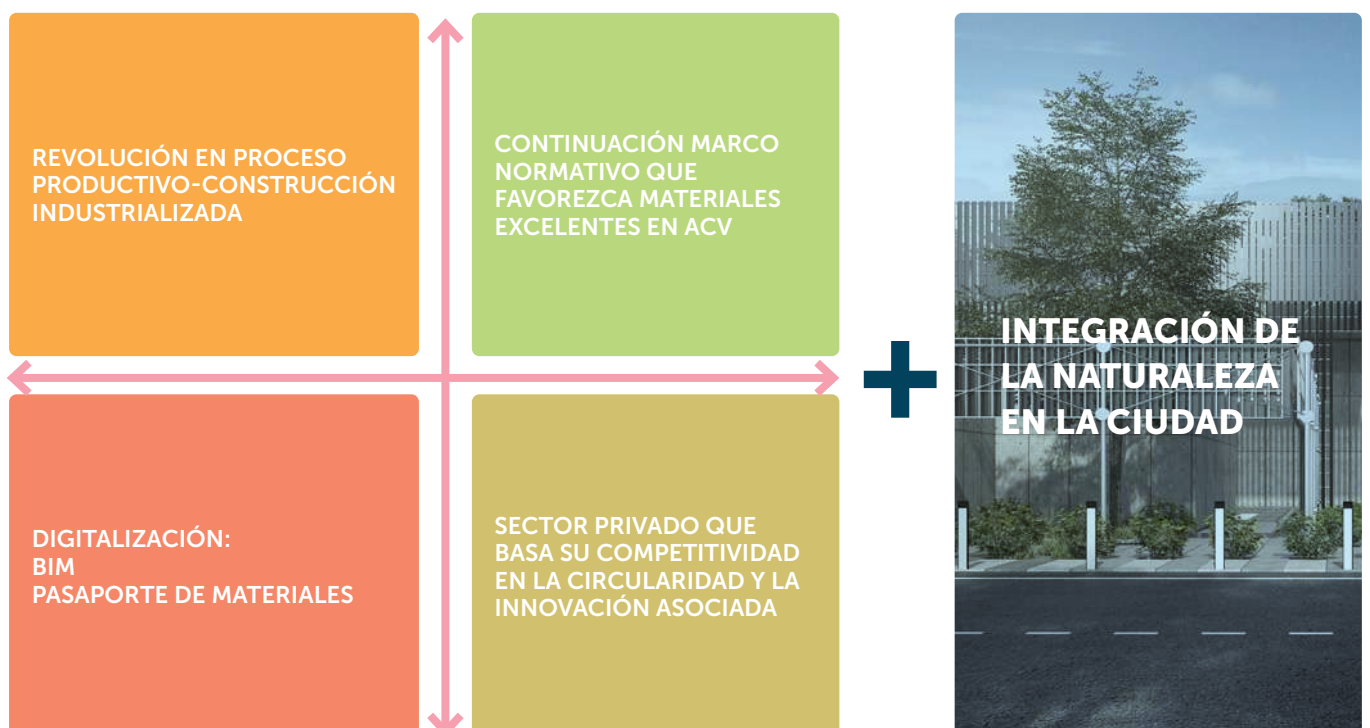 REVOLUCIÓN EN PROCESO
PRODUCTIVO-CONSTRUCCIÓN
INDUSTRIALIZADA
CONTINUACIÓN MARCO
NORMATIVO QUE
FAVOREZCA MATERIALES
EXCELENTES EN ACV
DIGITALIZACIÓN:
BIM
PASAPORTE DE MATERIALES
SECTOR PRIVADO QUE
BASA SU COMPETITIVIDAD
EN LA CIRCULARIDAD Y LA
INNOVACIÓN ASOCIADA
+
INTEGRACIÓN DE
LA NATURALEZA
EN LA CIUDAD